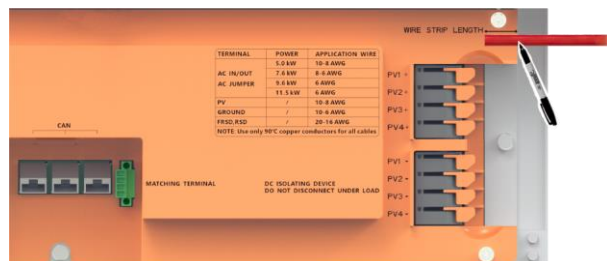 WIRE STRIP LENGTH
TERMINAL POWER APPLICATION WIRE
AC IN/OUT
AC JUMPER
5.0 kW 10-8 AWG
7.6 kW 8-6 AWG
9.6 kW 6 AWG
11.5 kW 6 AWG
PV / 10-8 AWG
GROUND / 10-6 AWG
FRSD,RSD / 20-16 AWG
NOTE: Use only 90°C copper conductors for all cables
PV1 +
PV2 +
PV3 +
PV4 +
CAN
MATCHING TERMINAL
DC ISOLATING DEVICE
DO NOT DISCONNECT UNDER LOAD
PV1 -
PV2 -
PV3 -
PV4 -